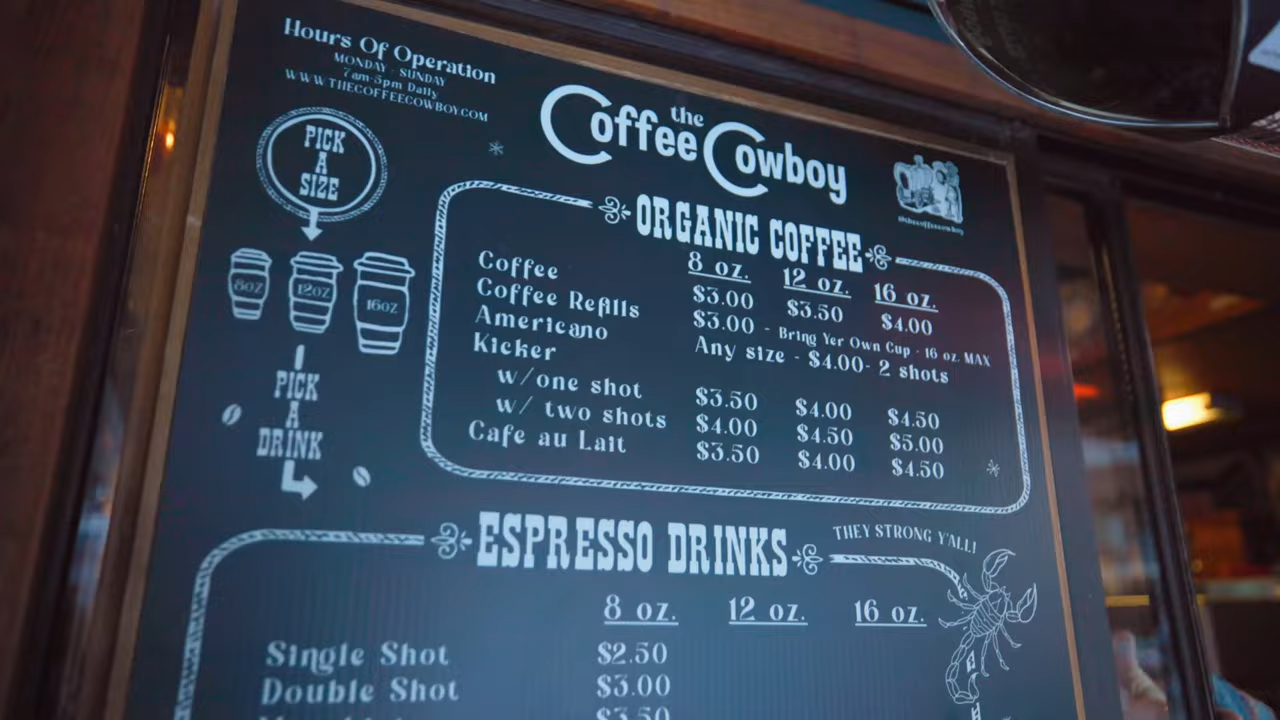 Hours Of Operation
MONDAY - SUNDAY
7am-5pm Daily
WWW.THECOFFEECOWBOY.COM
the
Coffee Cowboy
@thecoffeecowboy
PICK
A
SIZE
8OZ 12OZ 16OZ
PICK
A
DRINK
ORGANIC COFFEE
8 oz. 12 oz. 16 oz.
Coffee $3.00 $3.50 $4.00
Coffee Refills $3.00 - Bring Yer Own Cup - 16 oz. MAX
Americano Any size - $4.00- 2 shots
Kicker
w/one shot $3.50 $4.00 $4.50
w/ two shots $4.00 $4.50 $5.00
Cafe au Lait $3.50 $4.00 $4.50
ESPRESSO DRINKS
THEY STRONG Y'ALL!
8 oz. 12 oz. 16 oz.
Single Shot $2.50
Double Shot $3.00
$3.50